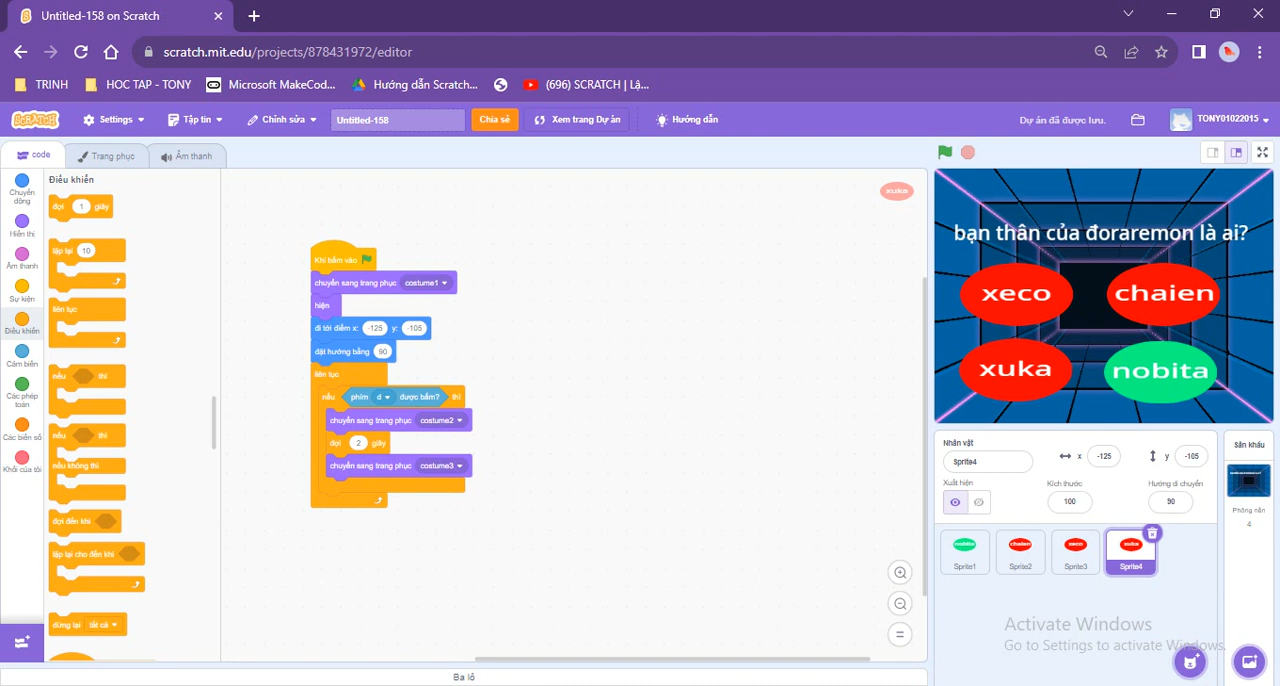 Untitled-158 on Scratch
scratch.mit.edu/projects/878431972/editor
TRINH
HOC TAP - TONY
Microsoft MakeCod...
Hướng dẫn Scratch...
(696) SCRATCH | Lậ...
SCRATCH
Settings
Tập tin
Chỉnh sửa
Untitled-158
Chia sẻ
Xem trang Dự án
Hướng dẫn
Dự án đã được lưu.
TONY01022015
code
Trang phục
Âm thanh
Chuyển động
Hiển thị
Âm thanh
Sự kiện
Điều khiển
Cảm biến
Các phép toán
Các biến số
Khối của tôi
Điều khiển
đợi 1 giây
lặp lại 10
liên tục
nếu thì
nếu thì
nếu không thì
đợi đến khi
lặp lại cho đến khi
dừng lại tất cả
Khi bấm vào
chuyển sang trang phục costume1
hiện
đi tới điểm x: -125 y: -105
đặt hướng bằng 90
liên tục
nếu phím d được bấm? thì
chuyển sang trang phục costume2
đợi 2 giây
chuyển sang trang phục costume3
xuka
bạn thân của đoraremon là ai?
xeco chaien
xuka nobita
Nhân vật
Sprite4
x -125
y -105
Xuất hiện
Kích thước
100
Hướng di chuyển
90
Sân khấu
Phông nền
4
nobita
Sprite1
chaien
Sprite2
xeco
Sprite3
xuka
Sprite4
Activate Windows
Go to Settings to activate Windows.
Ba lô